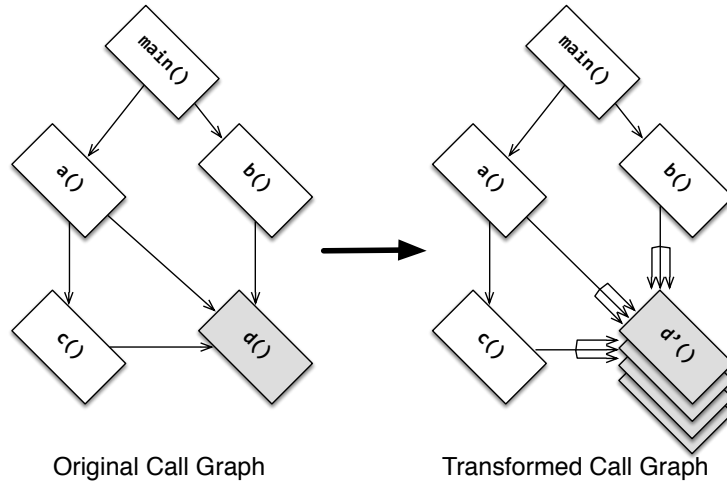 main()
main()
a()
b()
a()
b()
c()
d()
c()
d’()
Original Call Graph
Transformed Call Graph